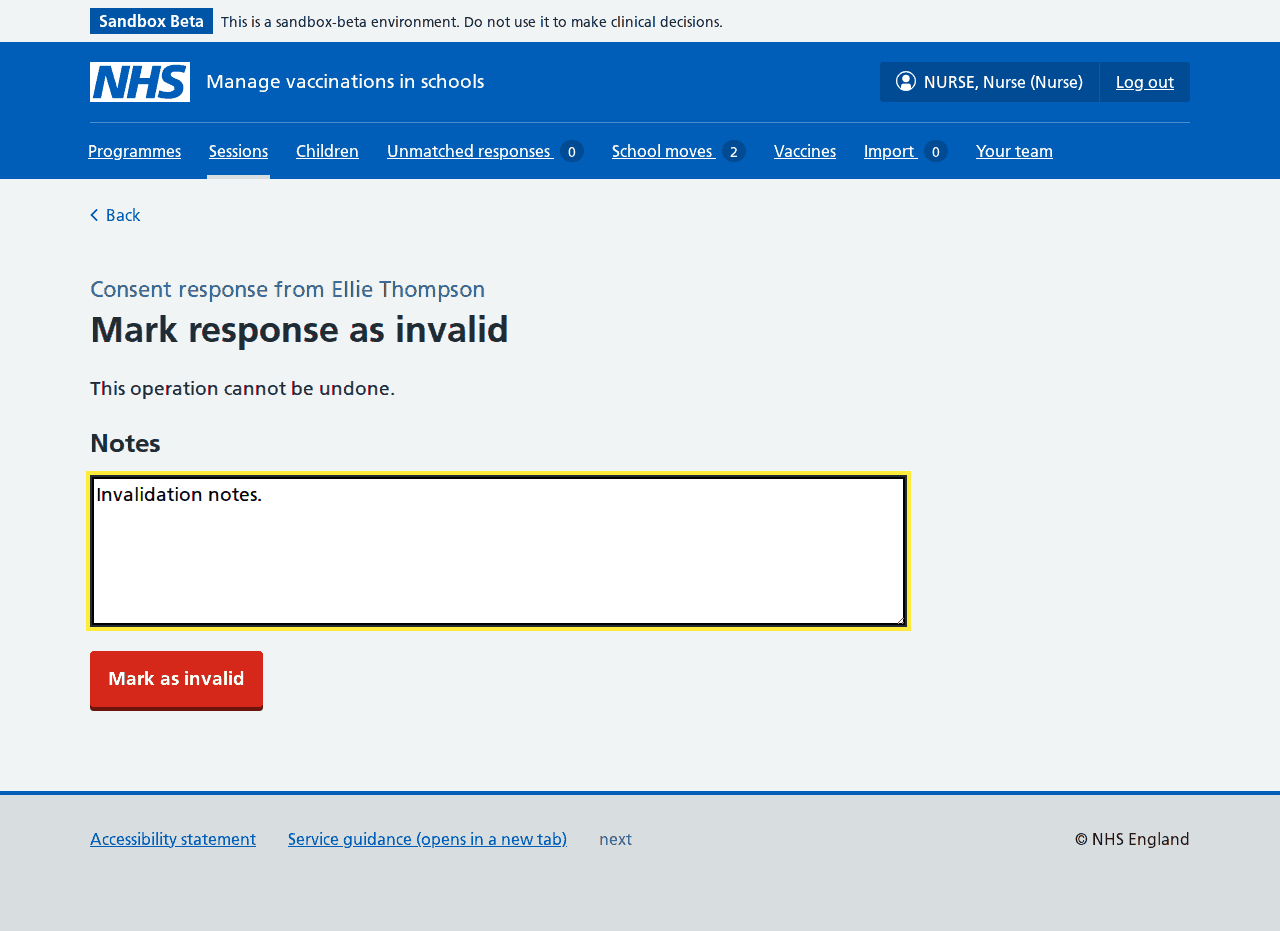 Sandbox Beta This is a sandbox-beta environment. Do not use it to make clinical decisions.
NHS Manage vaccinations in schools NURSE, Nurse (Nurse) Log out
Programmes Sessions Children Unmatched responses 0 School moves 2 Vaccines Import 0 Your team
Back
Consent response from Ellie Thompson
Mark response as invalid
This operation cannot be undone.
Notes
Invalidation notes.
Mark as invalid
Accessibility statement Service guidance (opens in a new tab) next © NHS England